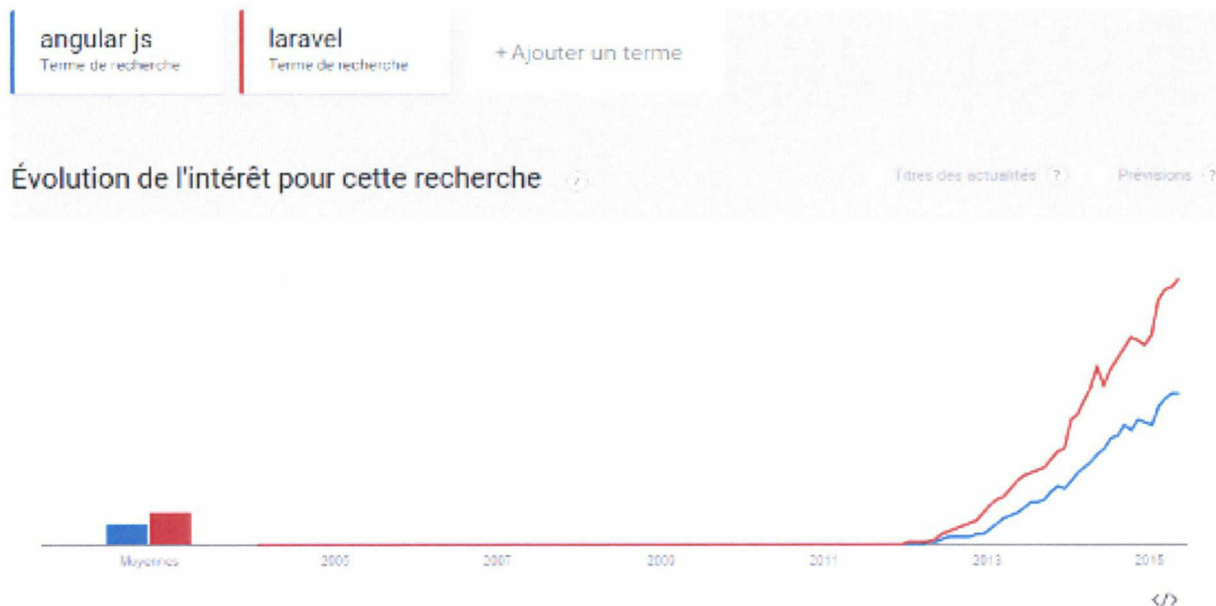 angular js
Terme de recherche
laravel
Terme de recherche
+ Ajouter un terme
Évolution de l'intérêt pour cette recherche ?
Titres des actualités ?
Prévisions ?
Moyennes
2005
2007
2009
2011
2013
2015
</>